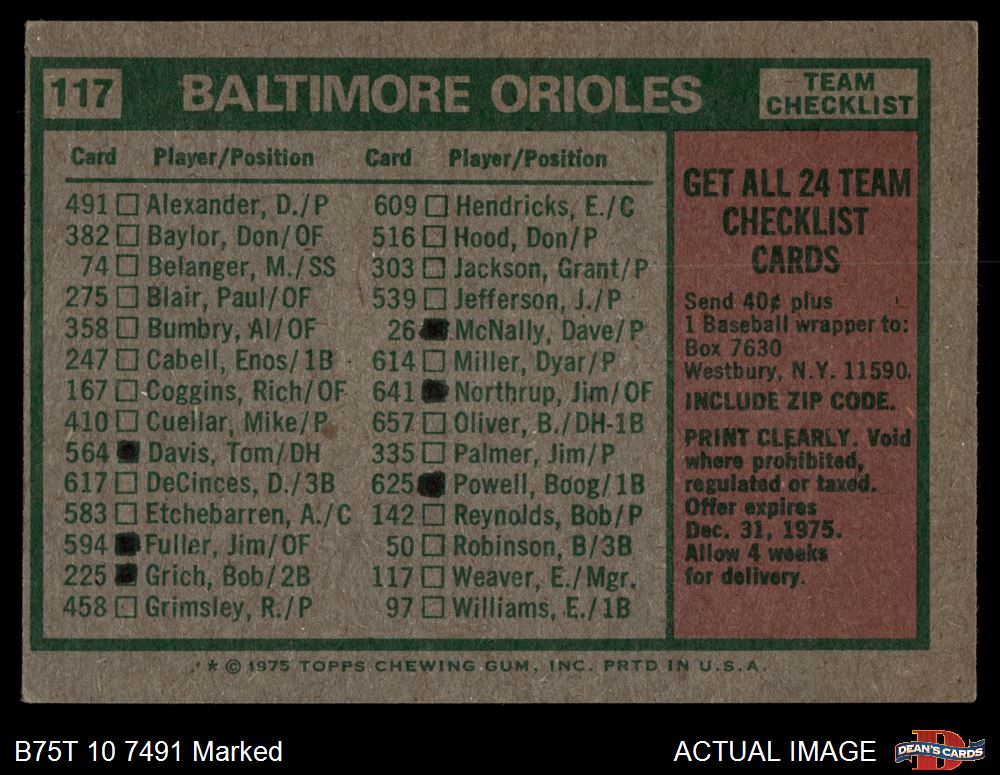 117 BALTIMORE ORIOLES TEAM CHECKLIST
Card Player/Position Card Player/Position
491 Alexander, D./P
382 Baylor, Don/OF
74 Belanger, M./SS
275 Blair, Paul/OF
358 Bumbry, Al/OF
247 Cabell, Enos/1B
167 Coggins, Rich/OF
410 Cuellar, Mike/P
564 Davis, Tom/DH
617 DeCinces, D./3B
583 Etchebarren, A./C
594 Fuller, Jim/OF
225 Grich, Bob/2B
458 Grimsley, R./P
609 Hendricks, E./C
516 Hood, Don/P
303 Jackson, Grant/P
539 Jefferson, J./P
26 McNally, Dave/P
614 Miller, Dyar/P
641 Northrup, Jim/OF
657 Oliver, B./DH-1B
335 Palmer, Jim/P
625 Powell, Boog/1B
142 Reynolds, Bob/P
50 Robinson, B/3B
117 Weaver, E./Mgr.
97 Williams, E./1B
GET ALL 24 TEAM
CHECKLIST
CARDS
Send 40¢ plus
1 Baseball wrapper to:
Box 7630
Westbury, N.Y. 11590.
INCLUDE ZIP CODE.
PRINT CLEARLY. Void
where prohibited,
regulated or taxed.
Offer expires
Dec. 31, 1975.
Allow 4 weeks
for delivery.
* © 1975 TOPPS CHEWING GUM, INC. PRTD IN U.S.A.
B75T 10 7491 Marked
ACTUAL IMAGE
DEAN'S CARDS